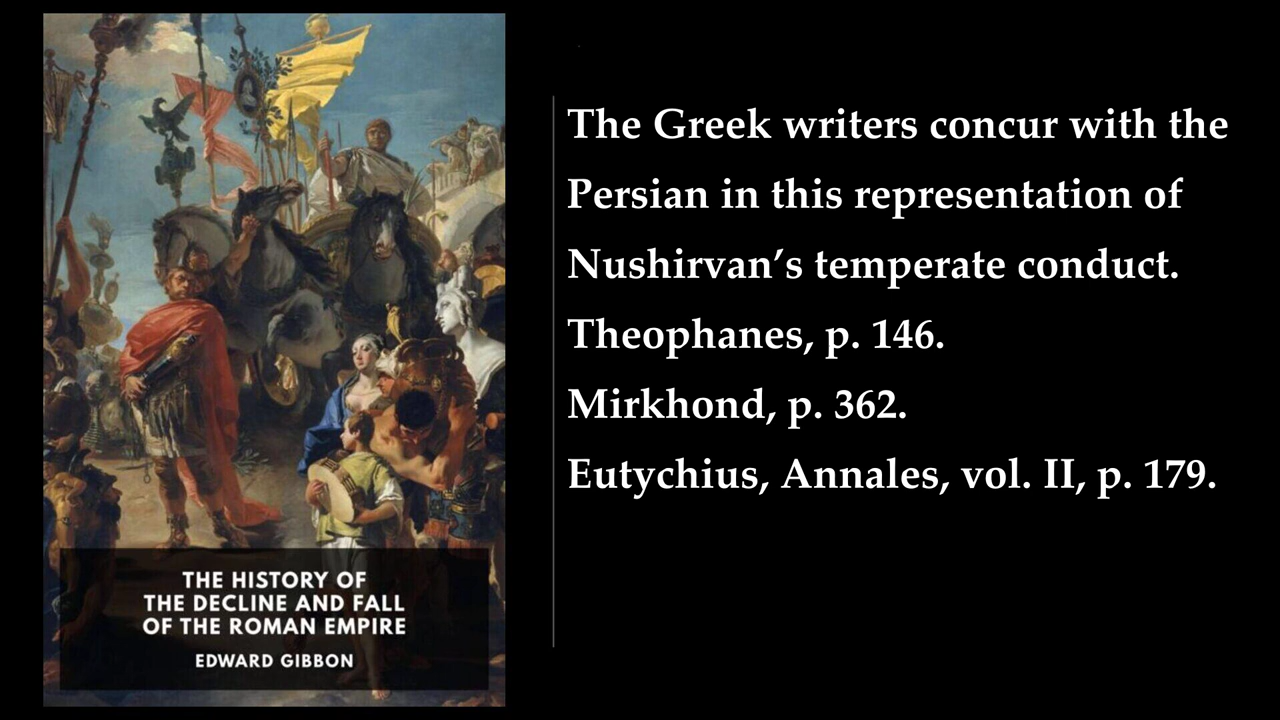 The Greek writers concur with the
Persian in this representation of
Nushirvan’s temperate conduct.
Theophanes, p. 146.
Mirkhond, p. 362.
Eutychius, Annales, vol. II, p. 179.
THE HISTORY OF
THE DECLINE AND FALL
OF THE ROMAN EMPIRE
EDWARD GIBBON